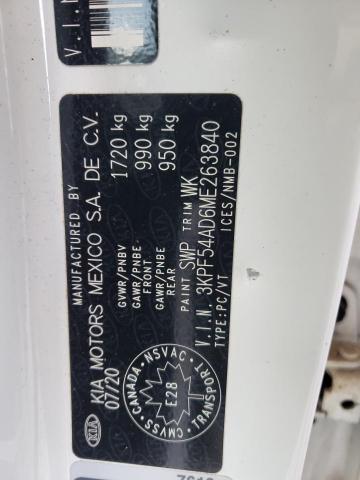 V.I.N
MANUFACTURED BY
KIA KIA MOTORS MEXICO S.A. DE C.V.
07/20
GVWR/PNBV 1720 kg
GAWR/PNBE FRONT 990 kg
GAWR/PNBE REAR 950 kg
PAINT SWP TRIM WK
V.I.N. 3KPF54AD6ME263840
TYPE:PC/VT ICES/NMB-002
CANADA NSVAC TRANSPORT CMVSS
E28